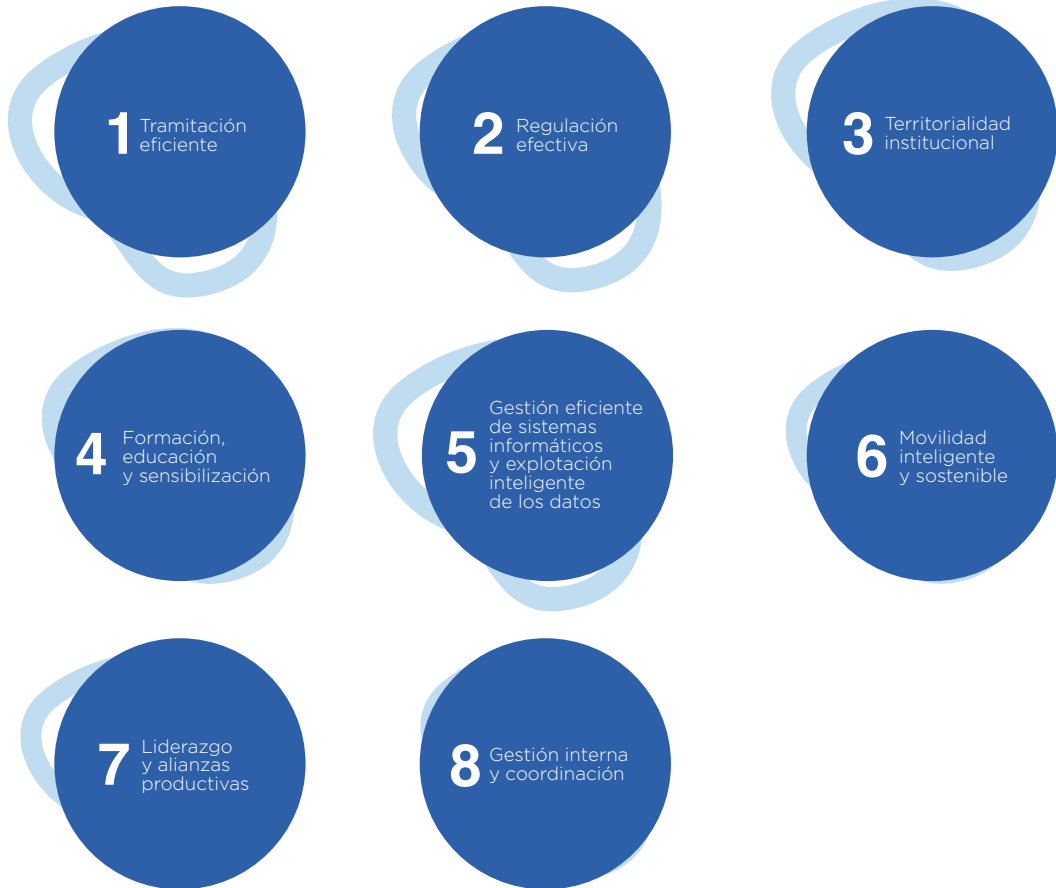 1 Tramitación
eficiente
2 Regulación
efectiva
3 Territorialidad
institucional
4 Formación,
educación
y sensibilización
5 Gestión eficiente
de sistemas
informáticos
y explotación
inteligente
de los datos
6 Movilidad
inteligente
y sostenible
7 Liderazgo
y alianzas
productivas
8 Gestión interna
y coordinación